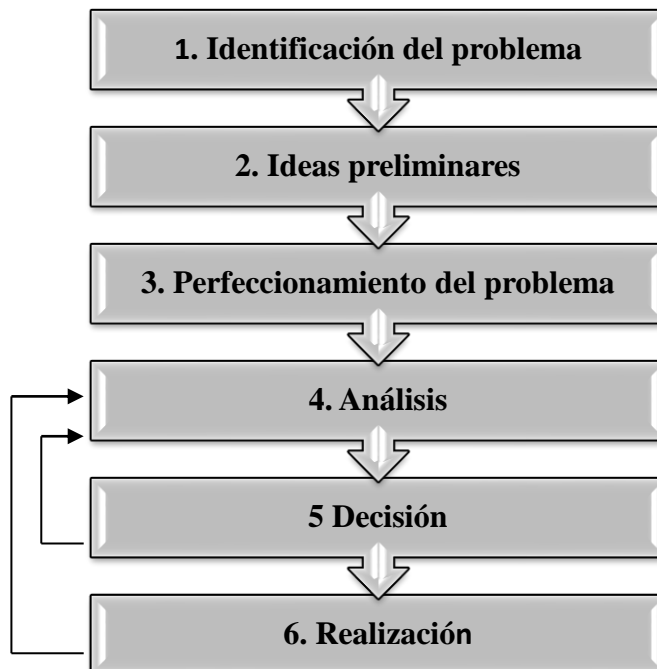 1. Identificación del problema
2. Ideas preliminares
3. Perfeccionamiento del problema
4. Análisis
5 Decisión
6. Realización